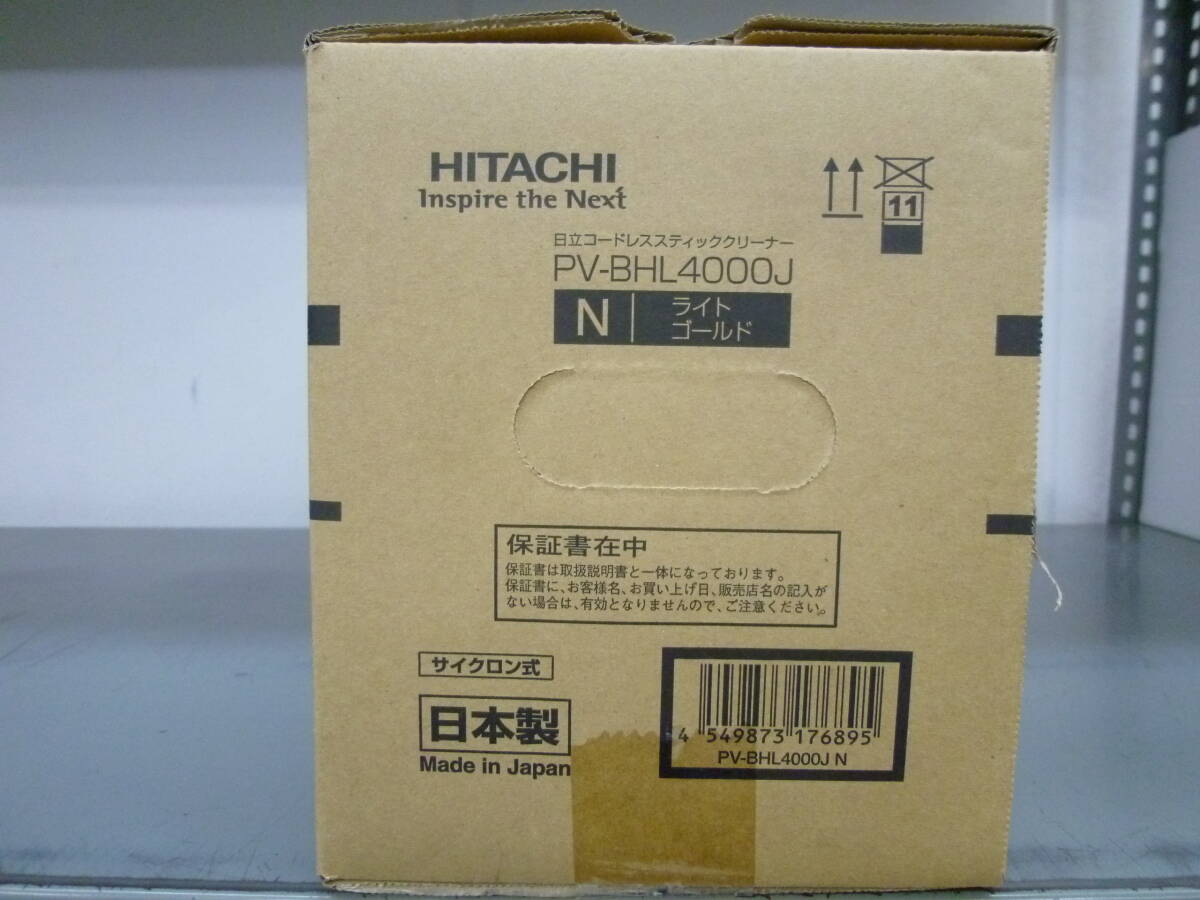 HITACHI
Inspire the Next
11
日立コードレススティッククリーナー
PV-BHL4000J
N
ライト
ゴールド
保証書在中
保証書は取扱説明書と一体になっております。
保証書に、お客様名、お買い上げ日、販売店名の記入が
ない場合は、有効となりませんので、ご注意ください。
サイクロン式
日本製
Made in Japan
4 549873 176895
PV-BHL4000J N